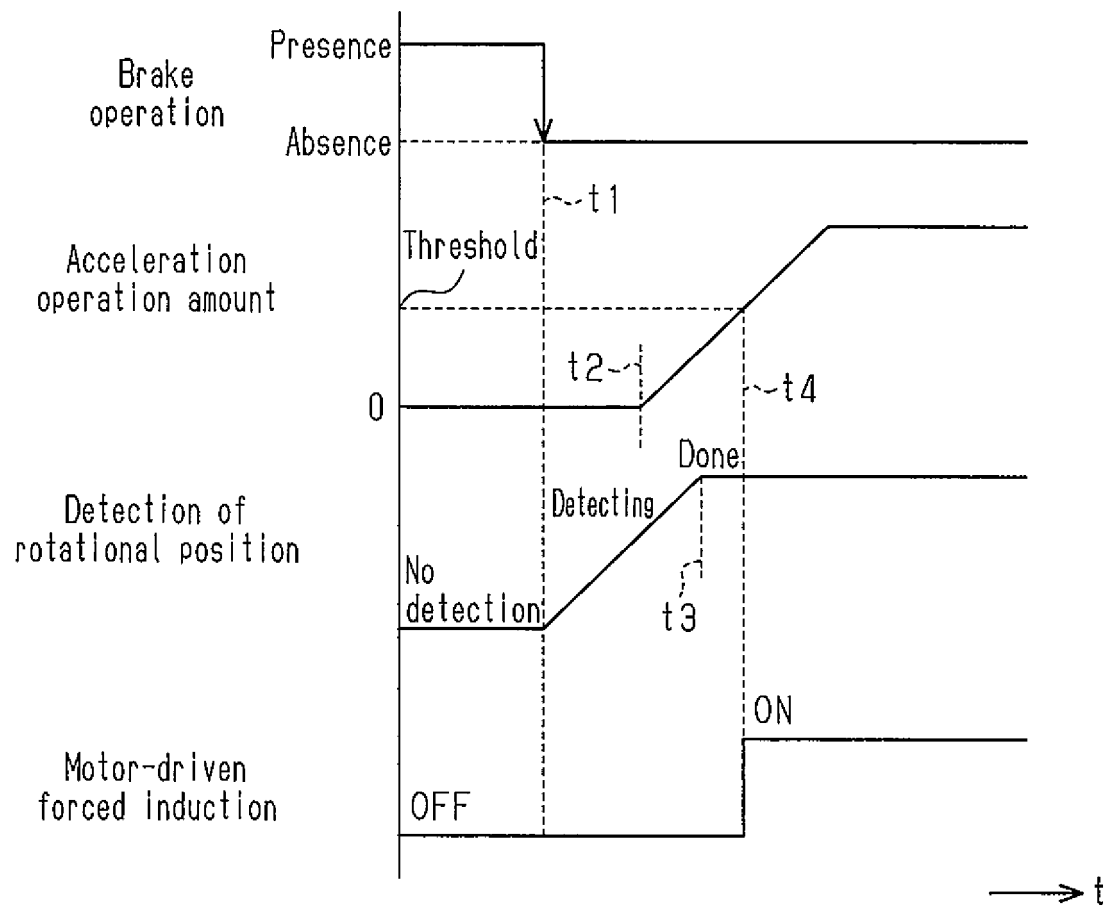 Presence
Brake
operation
Absence
t1
Threshold
Acceleration
operation amount
t2
t4
0
Done
Detecting
Detection of
rotational position
No
detection
t3
ON
Motor-driven
forced induction
OFF
t